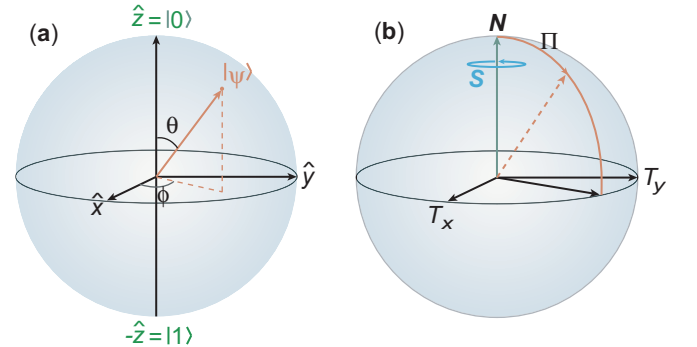 (a)
ẑ = |0⟩
|ψ⟩
θ
ŷ
x̂
ϕ
-ẑ = |1⟩
(b)
N
Π
S
T_y
T_x